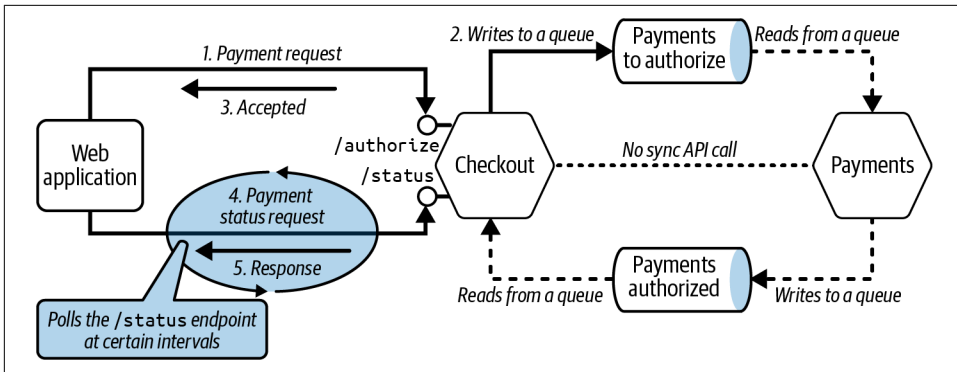 1. Payment request
3. Accepted
2. Writes to a queue
Payments
to authorize
Reads from a queue
Web
application
/authorize
/status
Checkout
No sync API call
Payments
4. Payment
status request
5. Response
Polls the /status endpoint
at certain intervals
Reads from a queue
Payments
authorized
Writes to a queue